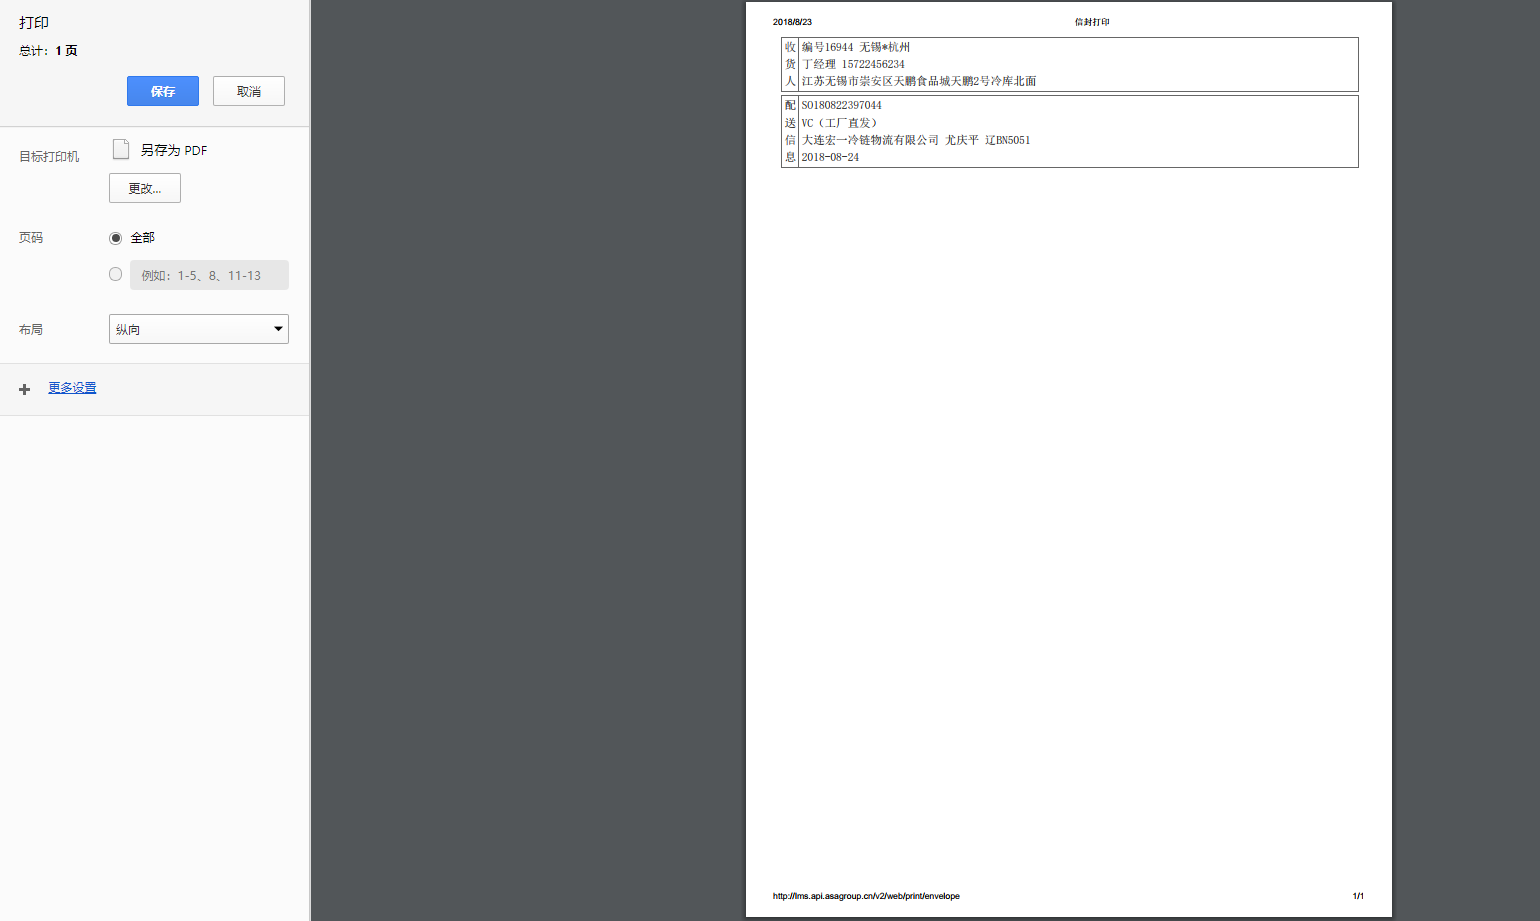 打印
总计：1 页
保存
取消
目标打印机
另存为 PDF
更改...
页码
全部
例如：1-5、8、11-13
布局
纵向
更多设置
2018/8/23
信封打印
收货人
编号16944 无锡*杭州
丁经理 15722456234
江苏无锡市崇安区天鹏食品城天鹏2号冷库北面
配送信息
SO180822397044
VC（工厂直发）
大连宏一冷链物流有限公司 尤庆平 辽BN5051
2018-08-24
http://lms.api.asagroup.cn/v2/web/print/envelope
1/1